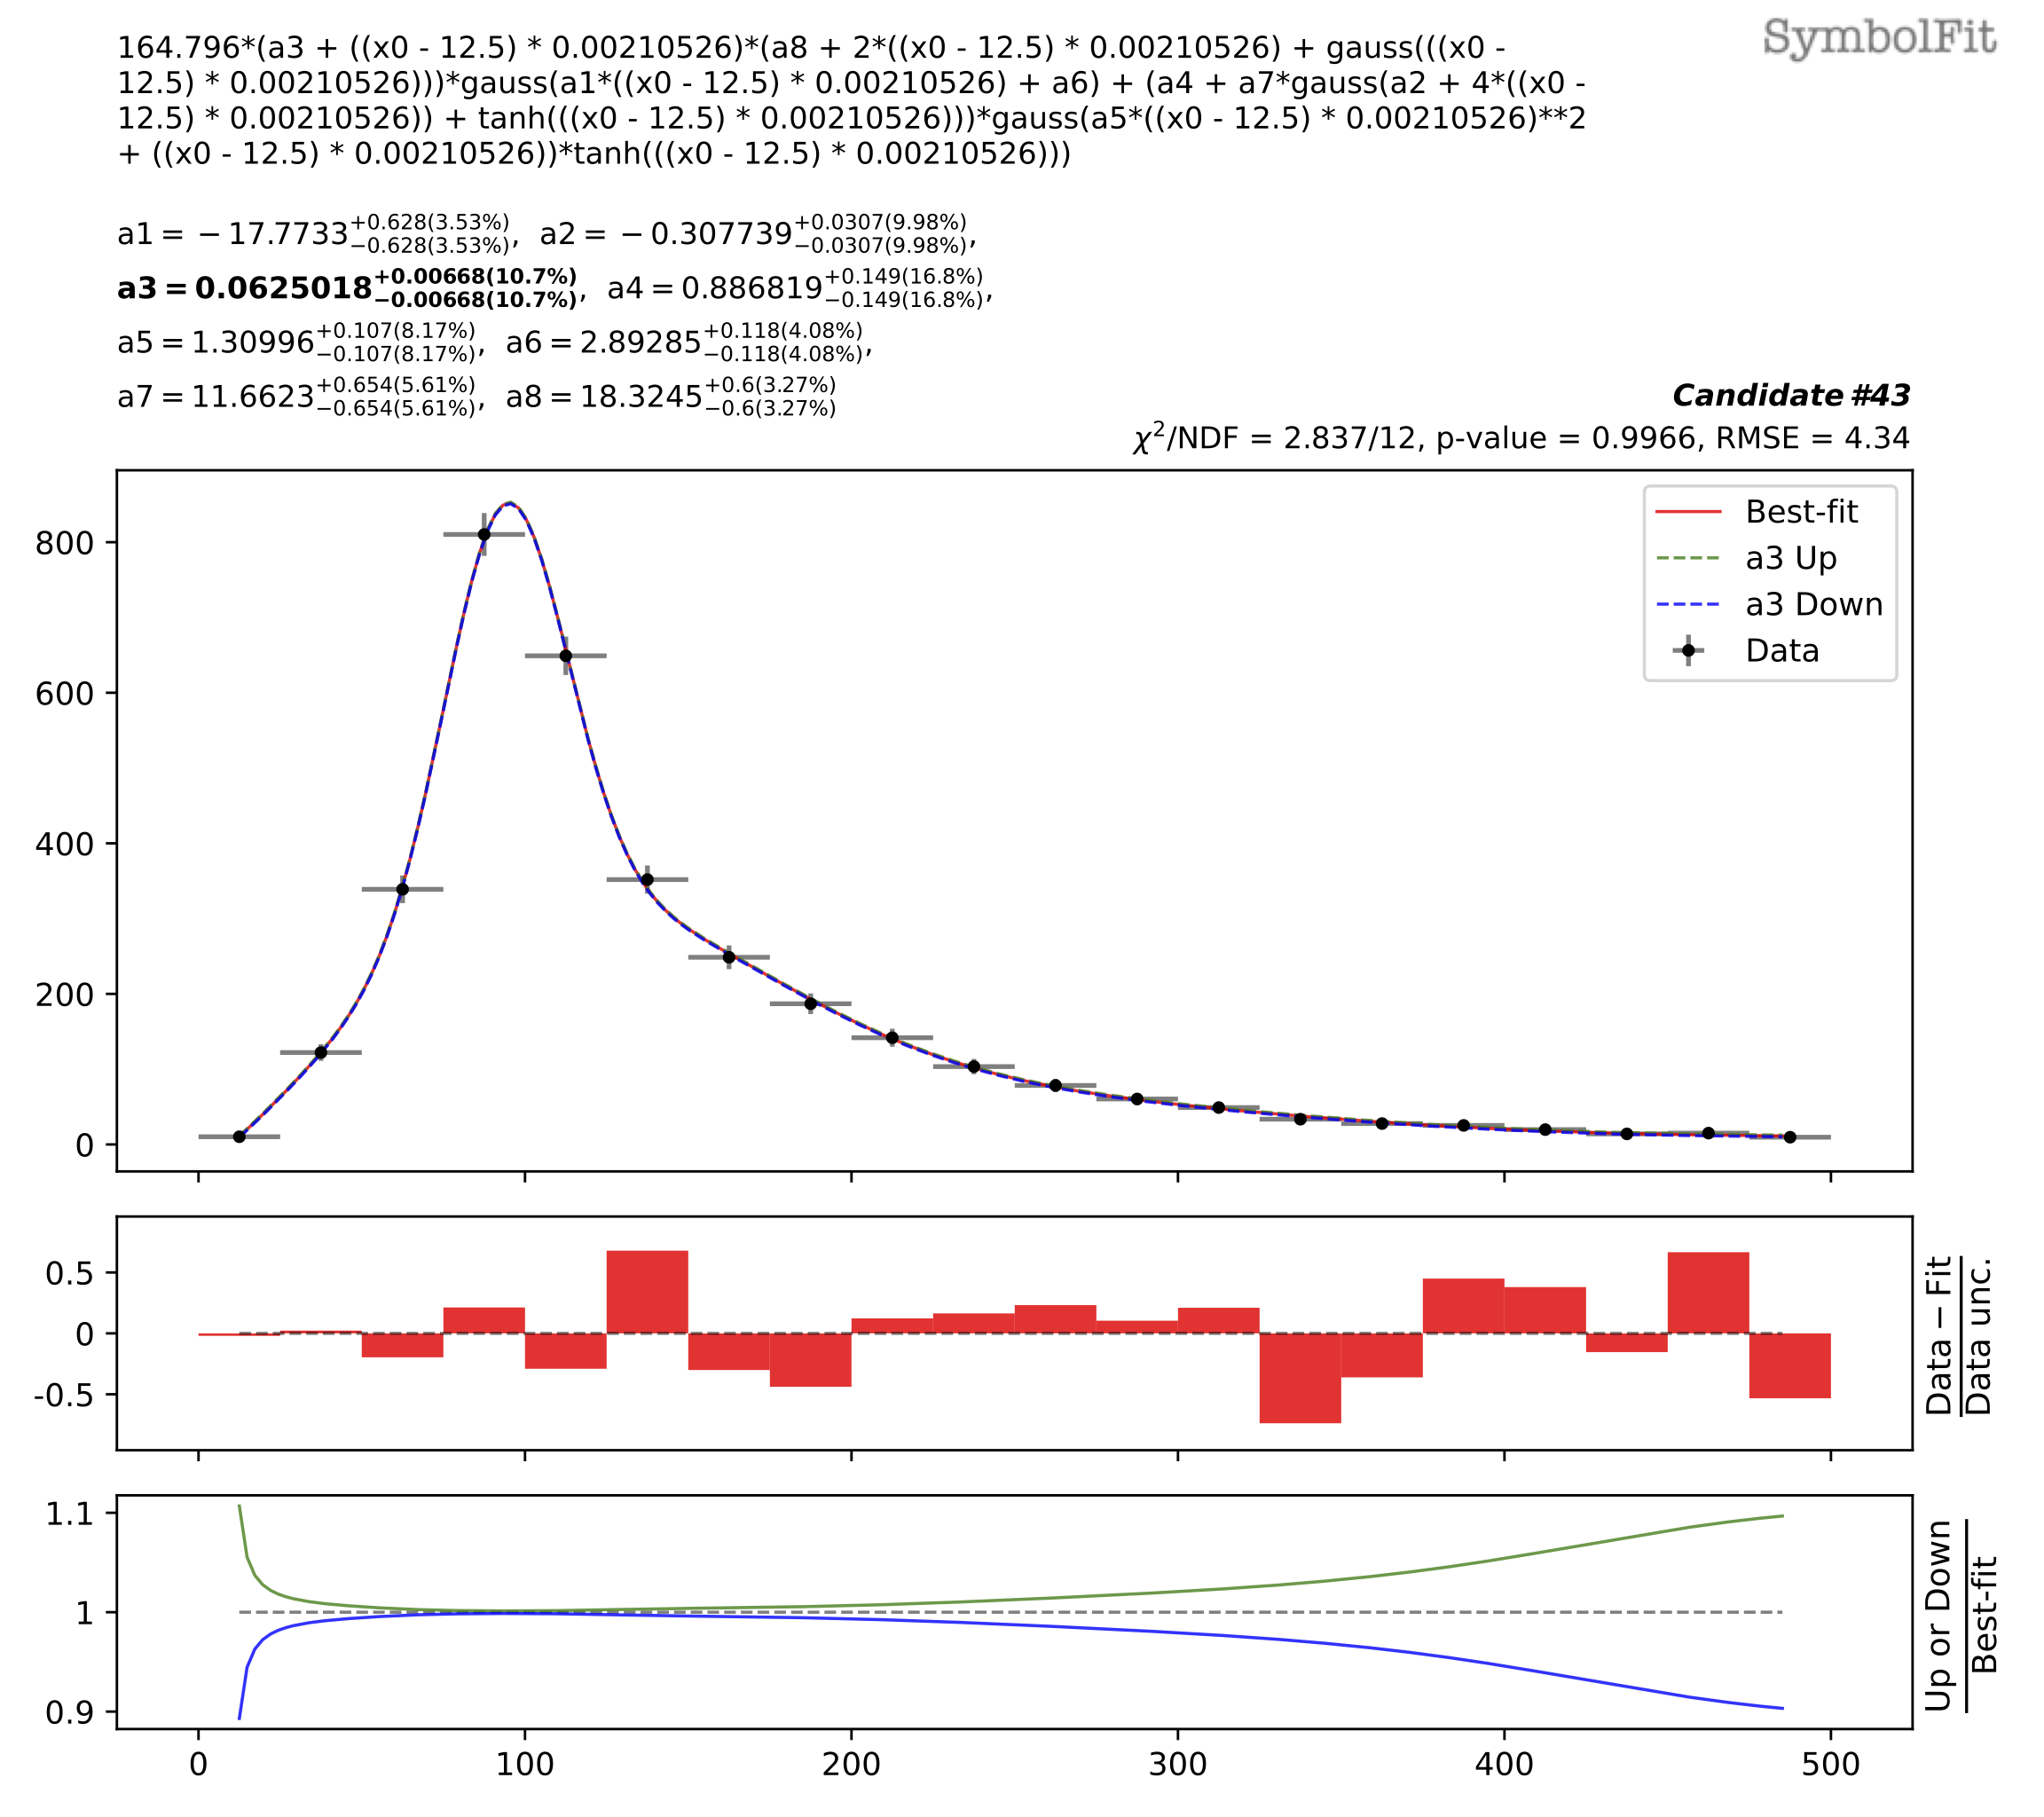 SymbolFit
164.796*(a3 + ((x0 - 12.5) * 0.00210526)*(a8 + 2*((x0 - 12.5) * 0.00210526) + gauss(((x0 -
12.5) * 0.00210526)))*gauss(a1*((x0 - 12.5) * 0.00210526) + a6) + (a4 + a7*gauss(a2 + 4*((x0 -
12.5) * 0.00210526)) + tanh(((x0 - 12.5) * 0.00210526)))*gauss(a5*((x0 - 12.5) * 0.00210526)**2
+ ((x0 - 12.5) * 0.00210526))*tanh(((x0 - 12.5) * 0.00210526)))
a1 = −17.7733 +0.628(3.53%) −0.628(3.53%), a2 = −0.307739 +0.0307(9.98%) −0.0307(9.98%),
a3 = 0.0625018 +0.00668(10.7%) −0.00668(10.7%), a4 = 0.886819 +0.149(16.8%) −0.149(16.8%),
a5 = 1.30996 +0.107(8.17%) −0.107(8.17%), a6 = 2.89285 +0.118(4.08%) −0.118(4.08%),
a7 = 11.6623 +0.654(5.61%) −0.654(5.61%), a8 = 18.3245 +0.6(3.27%) −0.6(3.27%)
Candidate #43
χ²/NDF = 2.837/12, p-value = 0.9966, RMSE = 4.34
Best-fit
a3 Up
a3 Down
Data
800
600
400
200
0
0.5
0
-0.5
Data − Fit
Data unc.
1.1
1
0.9
Up or Down
Best-fit
0 100 200 300 400 500